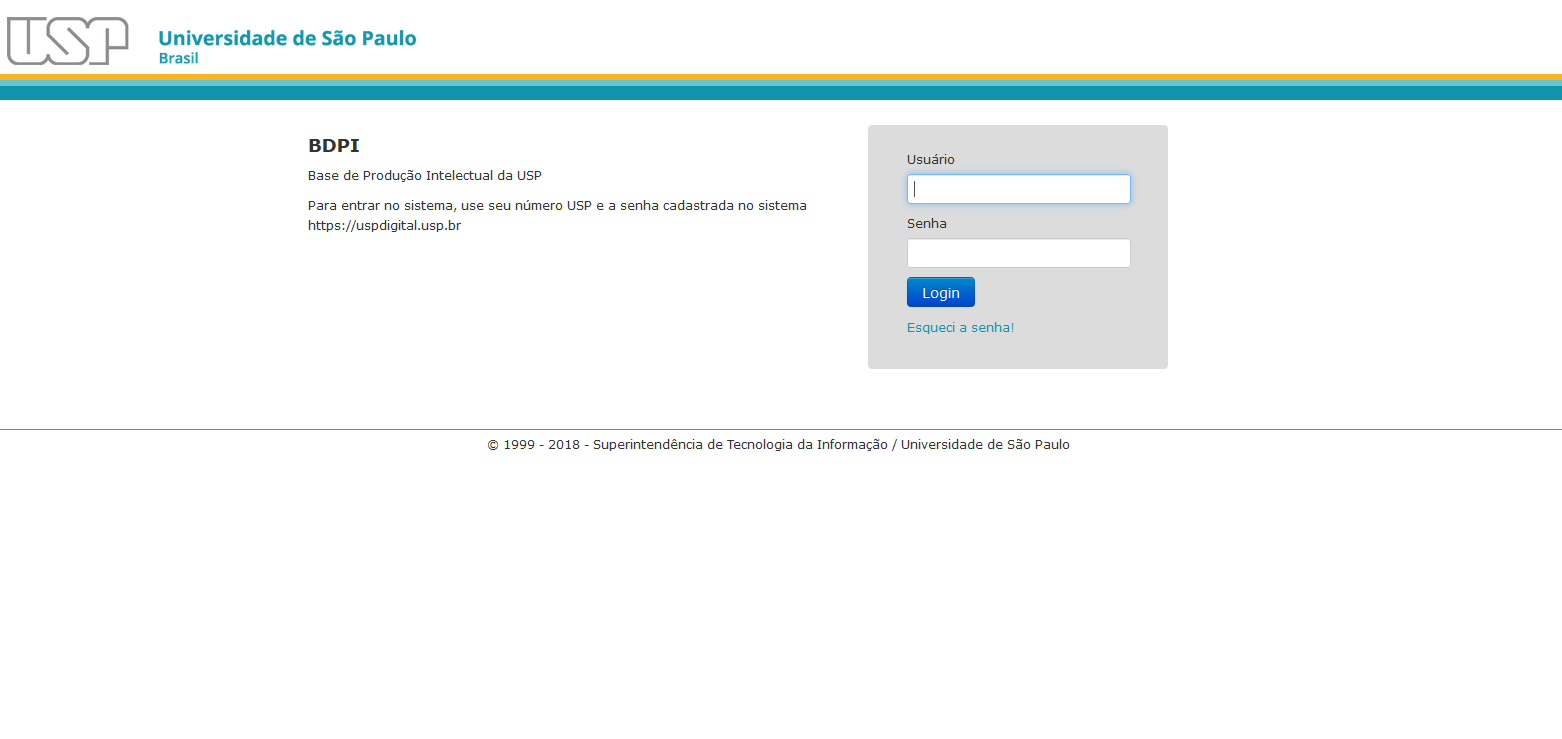 USP
Universidade de São Paulo
Brasil
BDPI
Base de Produção Intelectual da USP
Para entrar no sistema, use seu número USP e a senha cadastrada no sistema
https://uspdigital.usp.br
Usuário
Senha
Login
Esqueci a senha!
© 1999 - 2018 - Superintendência de Tecnologia da Informação / Universidade de São Paulo